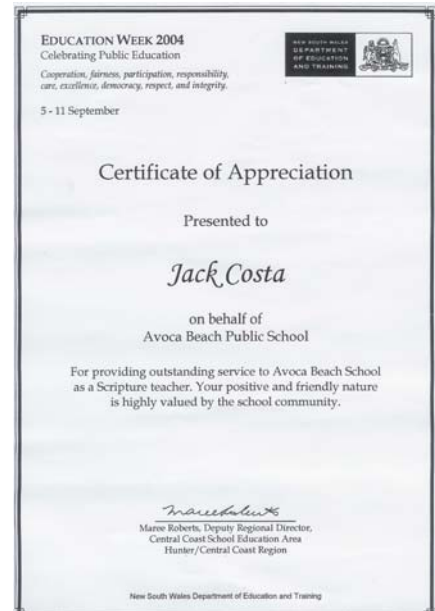 EDUCATION WEEK 2004
Celebrating Public Education
Cooperation, fairness, participation, responsibility,
care, excellence, democracy, respect, and integrity.
5 - 11 September
NEW SOUTH WALES
DEPARTMENT
OF EDUCATION
AND TRAINING
Certificate of Appreciation
Presented to
Jack Costa
on behalf of
Avoca Beach Public School
For providing outstanding service to Avoca Beach School
as a Scripture teacher. Your positive and friendly nature
is highly valued by the school community.
Maree Roberts
Maree Roberts, Deputy Regional Director,
Central Coast School Education Area
Hunter/Central Coast Region
New South Wales Department of Education and Training